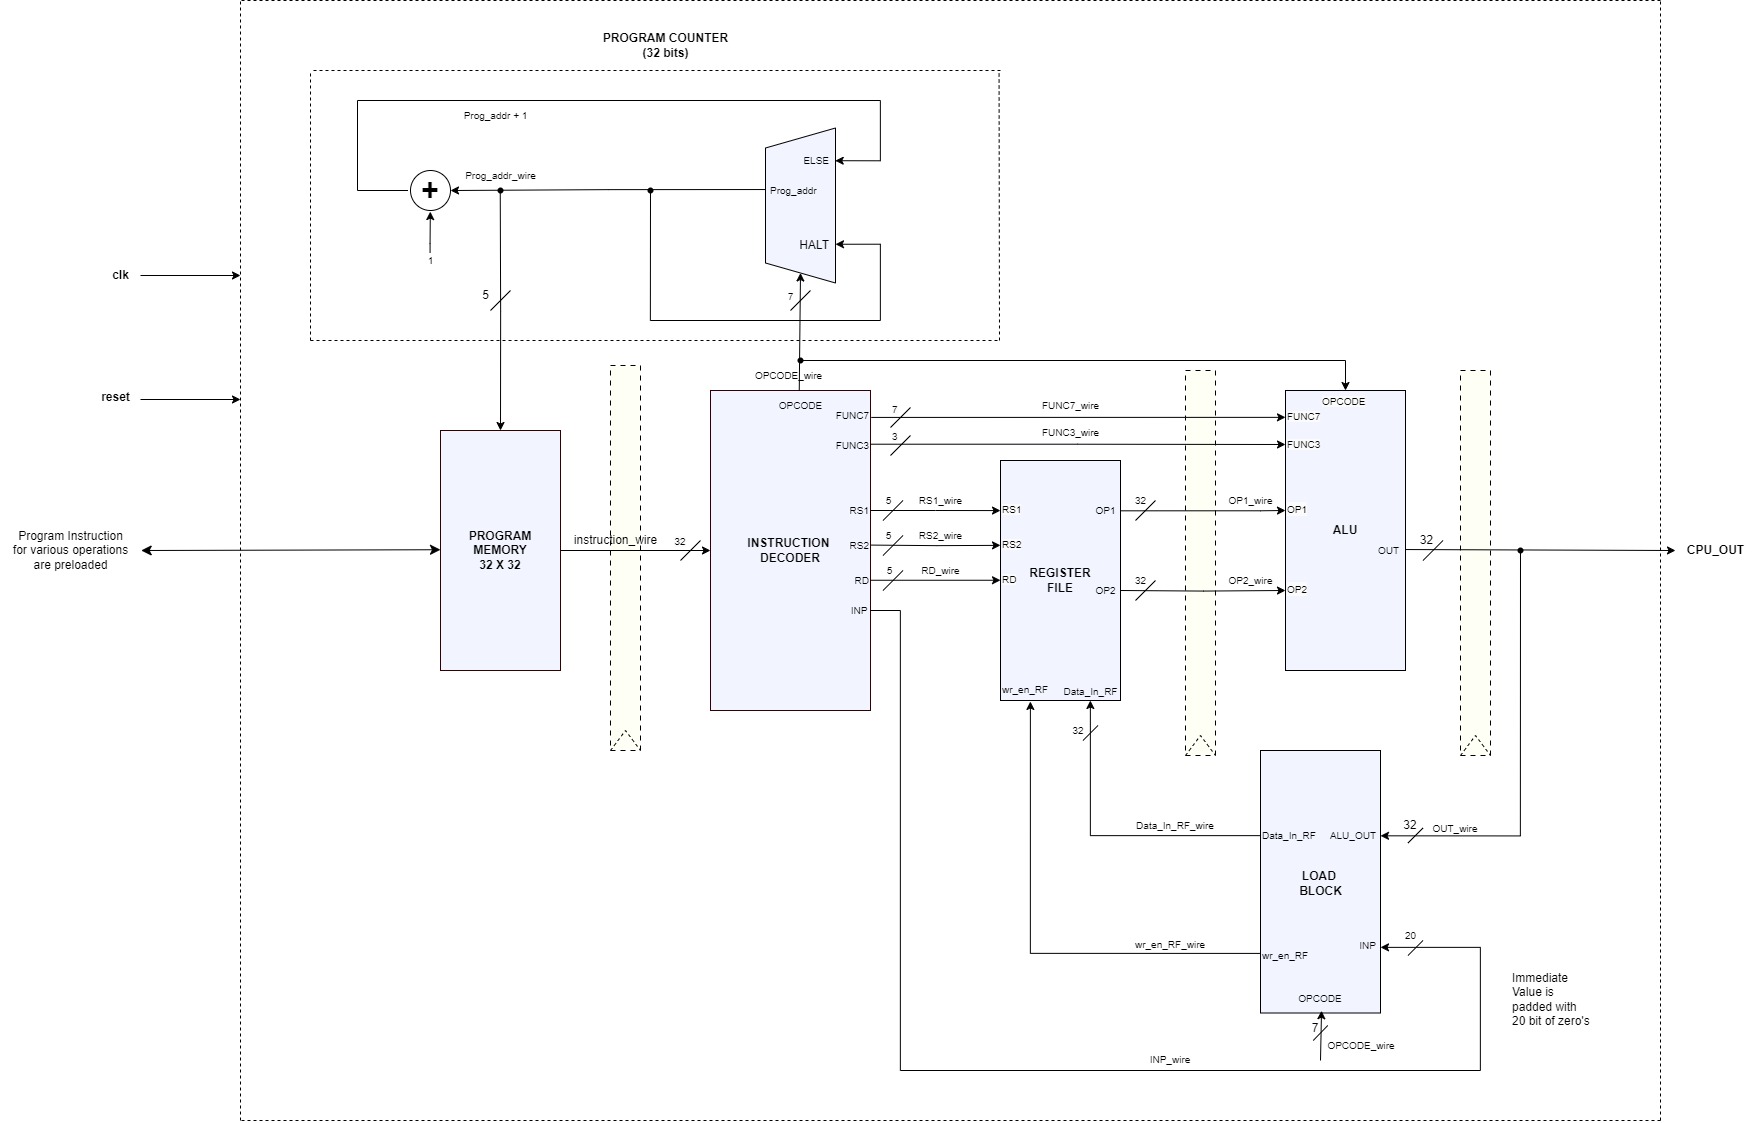 PROGRAM COUNTER
(32 bits)
Prog_addr + 1
ELSE
Prog_addr_wire
Prog_addr
+
HALT
1
clk
5
7
OPCODE_wire
reset
OPCODE
FUNC7
7
FUNC7_wire
OPCODE
FUNC7
FUNC3
3
FUNC3_wire
FUNC3
RS1
5
RS1_wire
RS1
OP1
32
OP1_wire
OP1
Program Instruction
for various operations
are preloaded
PROGRAM
MEMORY
32 X 32
instruction_wire
32
INSTRUCTION
DECODER
RS2
5
RS2_wire
RS2
ALU
OUT
32
CPU_OUT
RD
5
RD_wire
RD
REGISTER
FILE
OP2
32
OP2_wire
OP2
INP
wr_en_RF
Data_In_RF
32
Data_In_RF_wire
Data_In_RF
ALU_OUT
32
OUT_wire
LOAD
BLOCK
wr_en_RF_wire
wr_en_RF
INP
20
OPCODE
7
OPCODE_wire
INP_wire
Immediate
Value is
padded with
20 bit of zero's